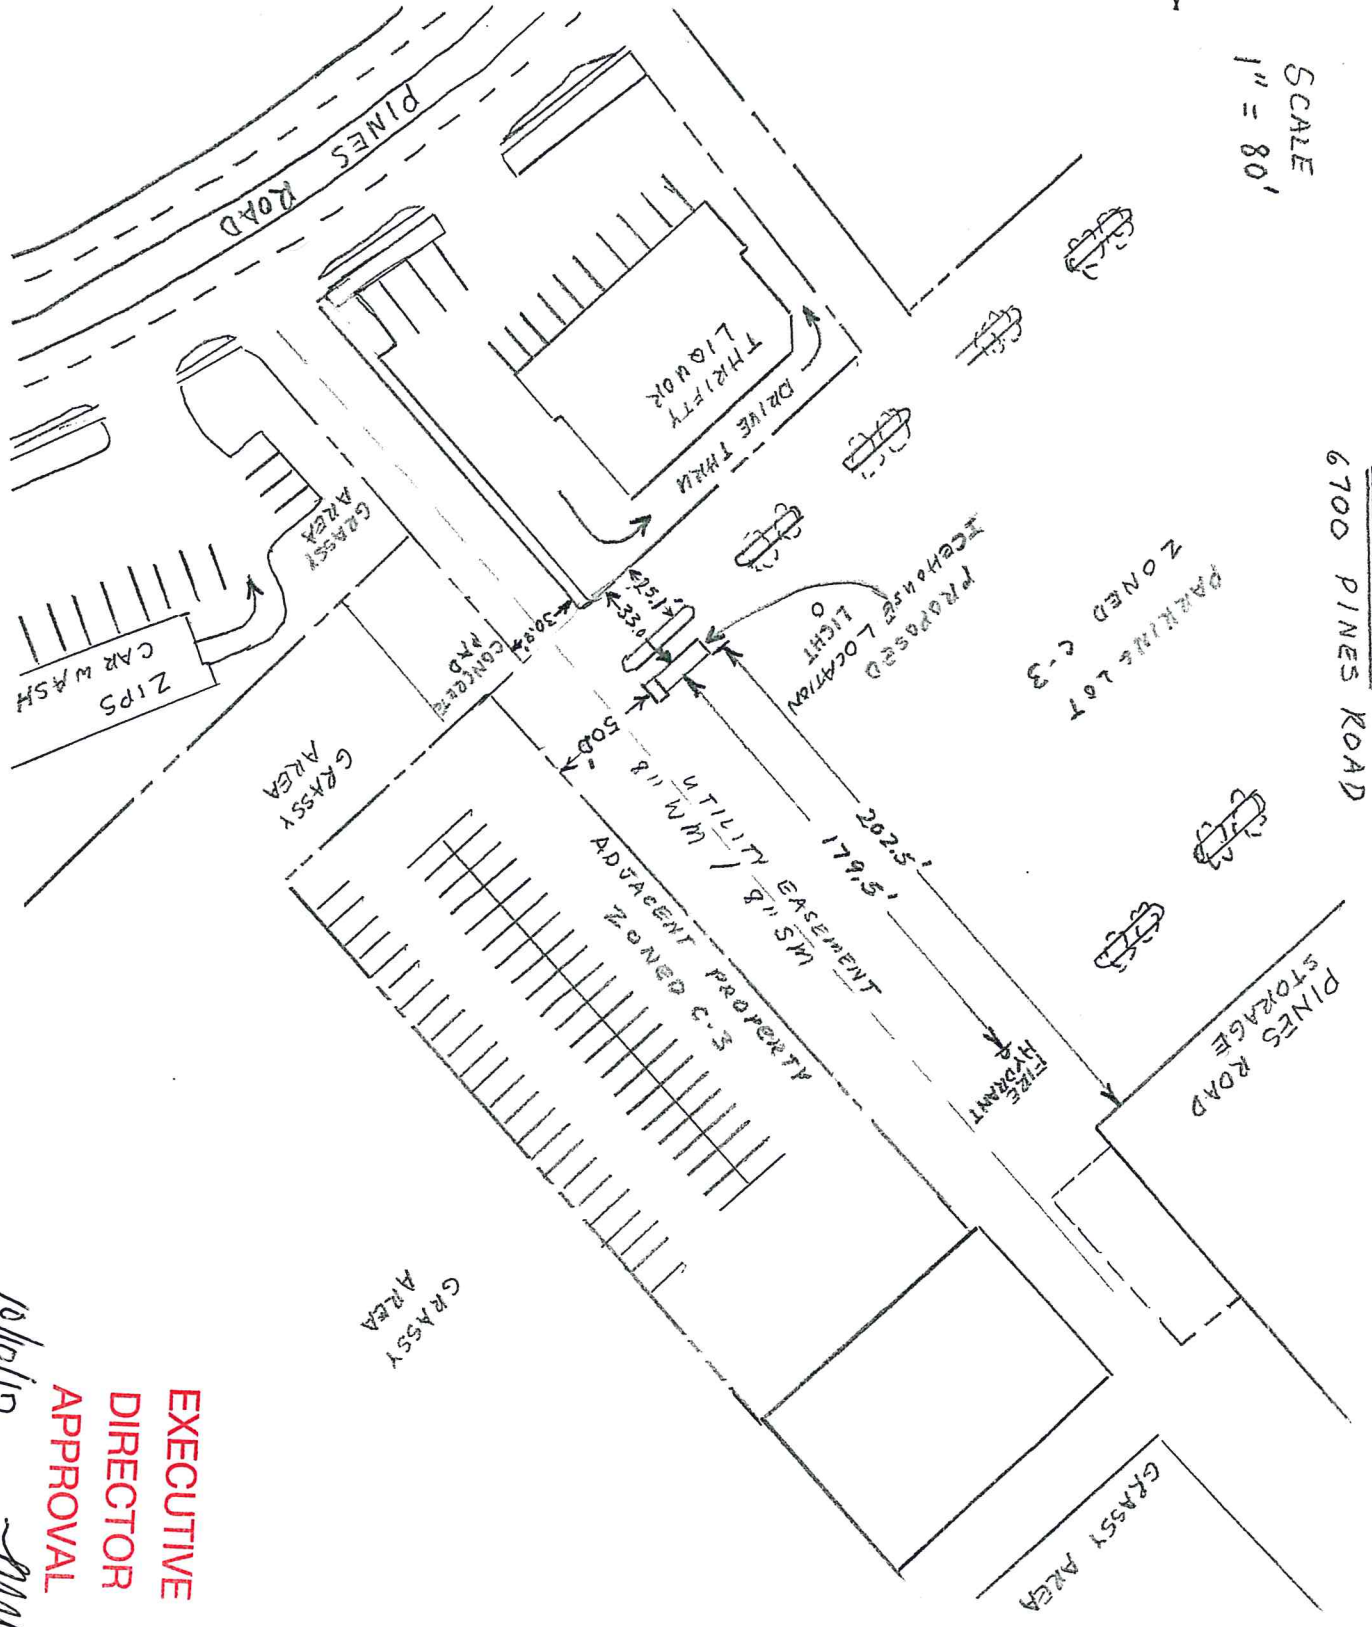 SCALE
1" = 80'
6700 PINES ROAD
PINES ROAD
THRIFTY
LIQUOR
DRIVE THRU
PARKING LOT
ZONED C-3
PROPOSED
ICEHOUSE LOCATION
LIGHT
25.1'
33.0
30.8'
50.0'
202.5'
179.5'
UTILITY EASEMENT
8" WM / 8" SM
FIRE
HYDRANT
PINES ROAD
STORAGE
ADJACENT PROPERTY
ZONED C-3
CONCRETE
PAD
GRASSY
AREA
ZIPS
CAR WASH
GRASSY
AREA
GRASSY
AREA
GRASSY AREA
EXECUTIVE
DIRECTOR
APPROVAL